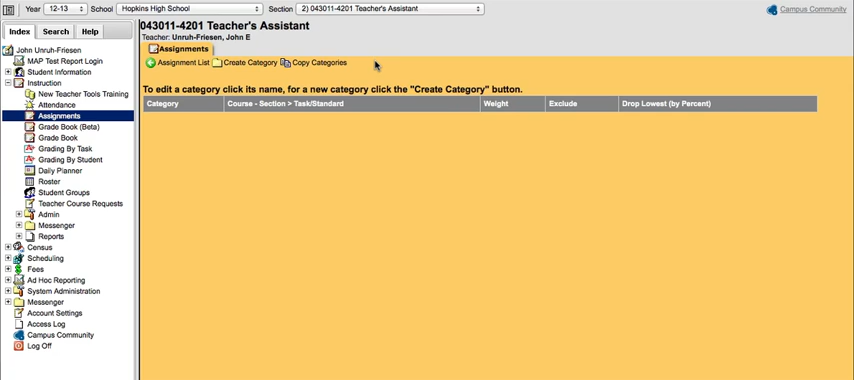 Year 12-13 School Hopkins High School Section 2) 043011-4201 Teacher's Assistant Campus Community
Index Search Help
John Unruh-Friesen
MAP Test Report Login
Student Information
Instruction
New Teacher Tools Training
Attendance
Assignments
Grade Book (Beta)
Grade Book
Grading By Task
Grading By Student
Daily Planner
Roster
Student Groups
Teacher Course Requests
Admin
Messenger
Reports
Census
Scheduling
Fees
Ad Hoc Reporting
System Administration
Messenger
Account Settings
Access Log
Campus Community
Log Off
043011-4201 Teacher's Assistant
Teacher: Unruh-Friesen, John E
Assignments
Assignment List Create Category Copy Categories
To edit a category click its name, for a new category click the "Create Category" button.
Category Course - Section > Task/Standard Weight Exclude Drop Lowest (by Percent)